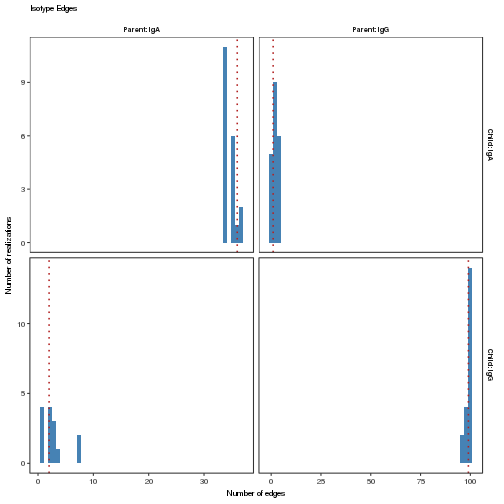 Isotype Edges
Parent: IgA
Parent: IgG
9
6
3
0
Child: IgA
Number of realizations
10
5
0
Child: IgG
0
10
20
30
0
25
50
75
100
Number of edges